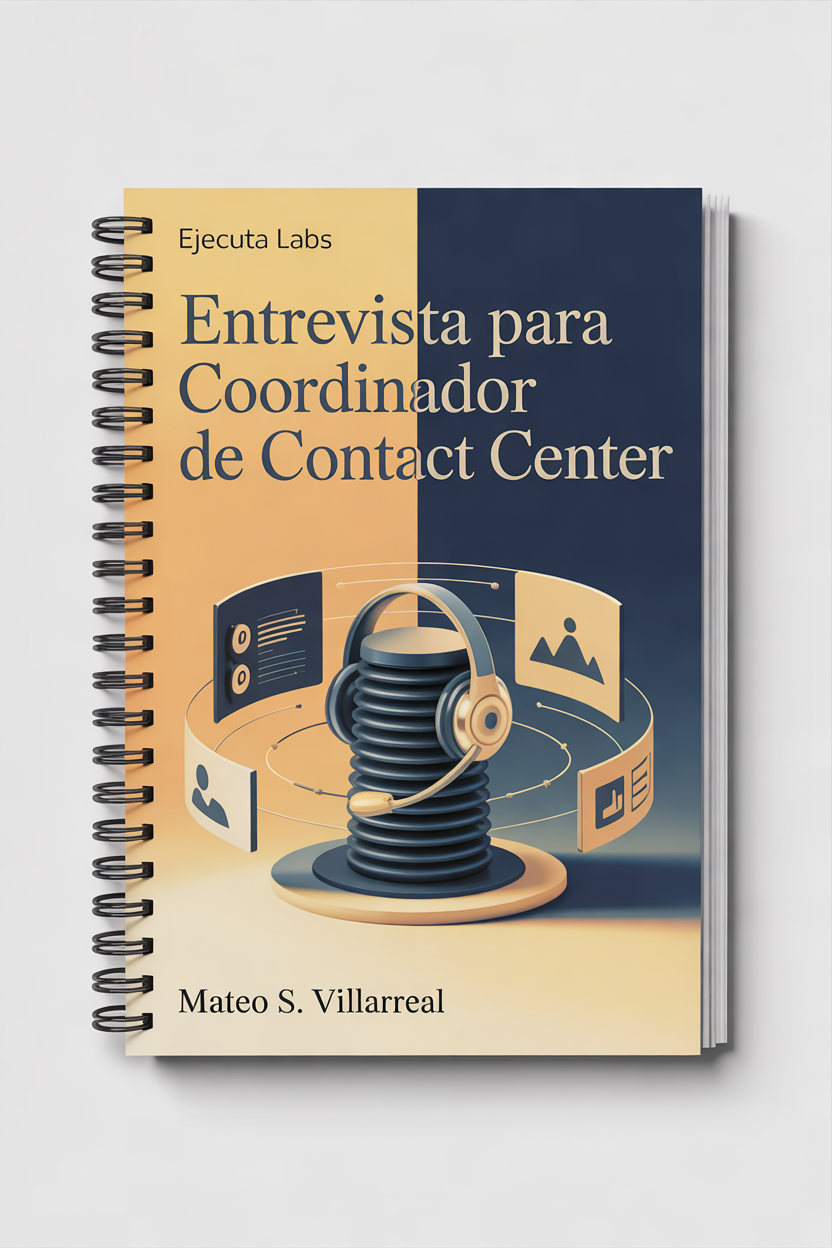 Ejecuta Labs
Entrevista para
Coordinador
de Contact Center
Mateo S. Villarreal